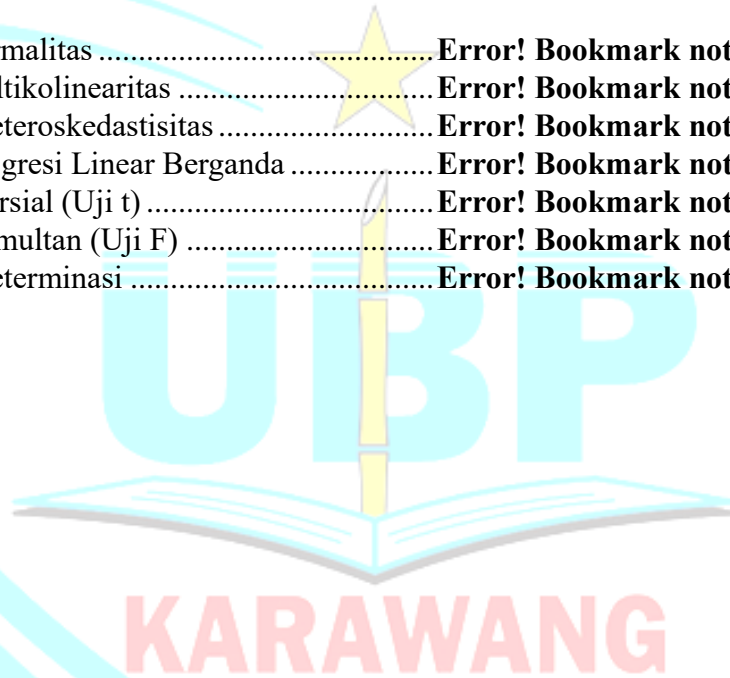 rmalitas ........................................... Error! Bookmark not
ltikolinearitas ................................ Error! Bookmark not
eteroskedastisitas ........................... Error! Bookmark not
gresi Linear Berganda .................. Error! Bookmark not
rsial (Uji t) .................................... Error! Bookmark not
multan (Uji F) ............................... Error! Bookmark not
eterminasi ...................................... Error! Bookmark not
UBP
KARAWANG